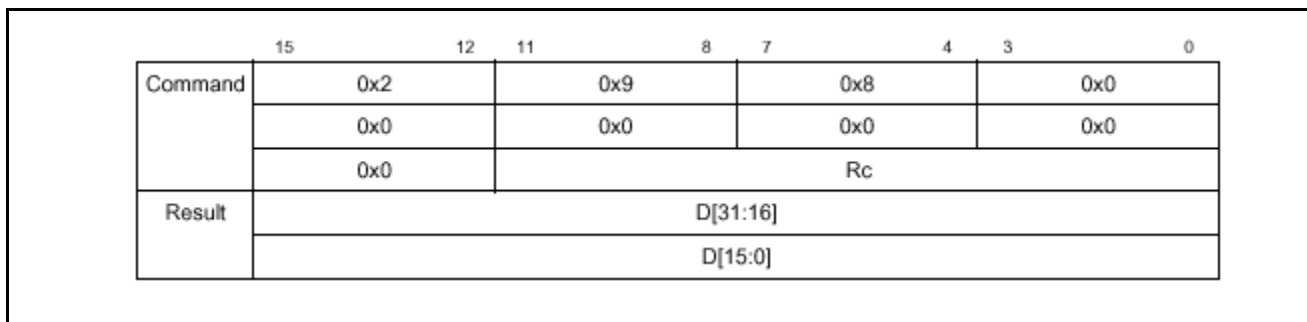 15 12 11 8 7 4 3 0
Command 0x2 0x9 0x8 0x0
0x0 0x0 0x0 0x0
0x0 Rc
Result D[31:16]
D[15:0]